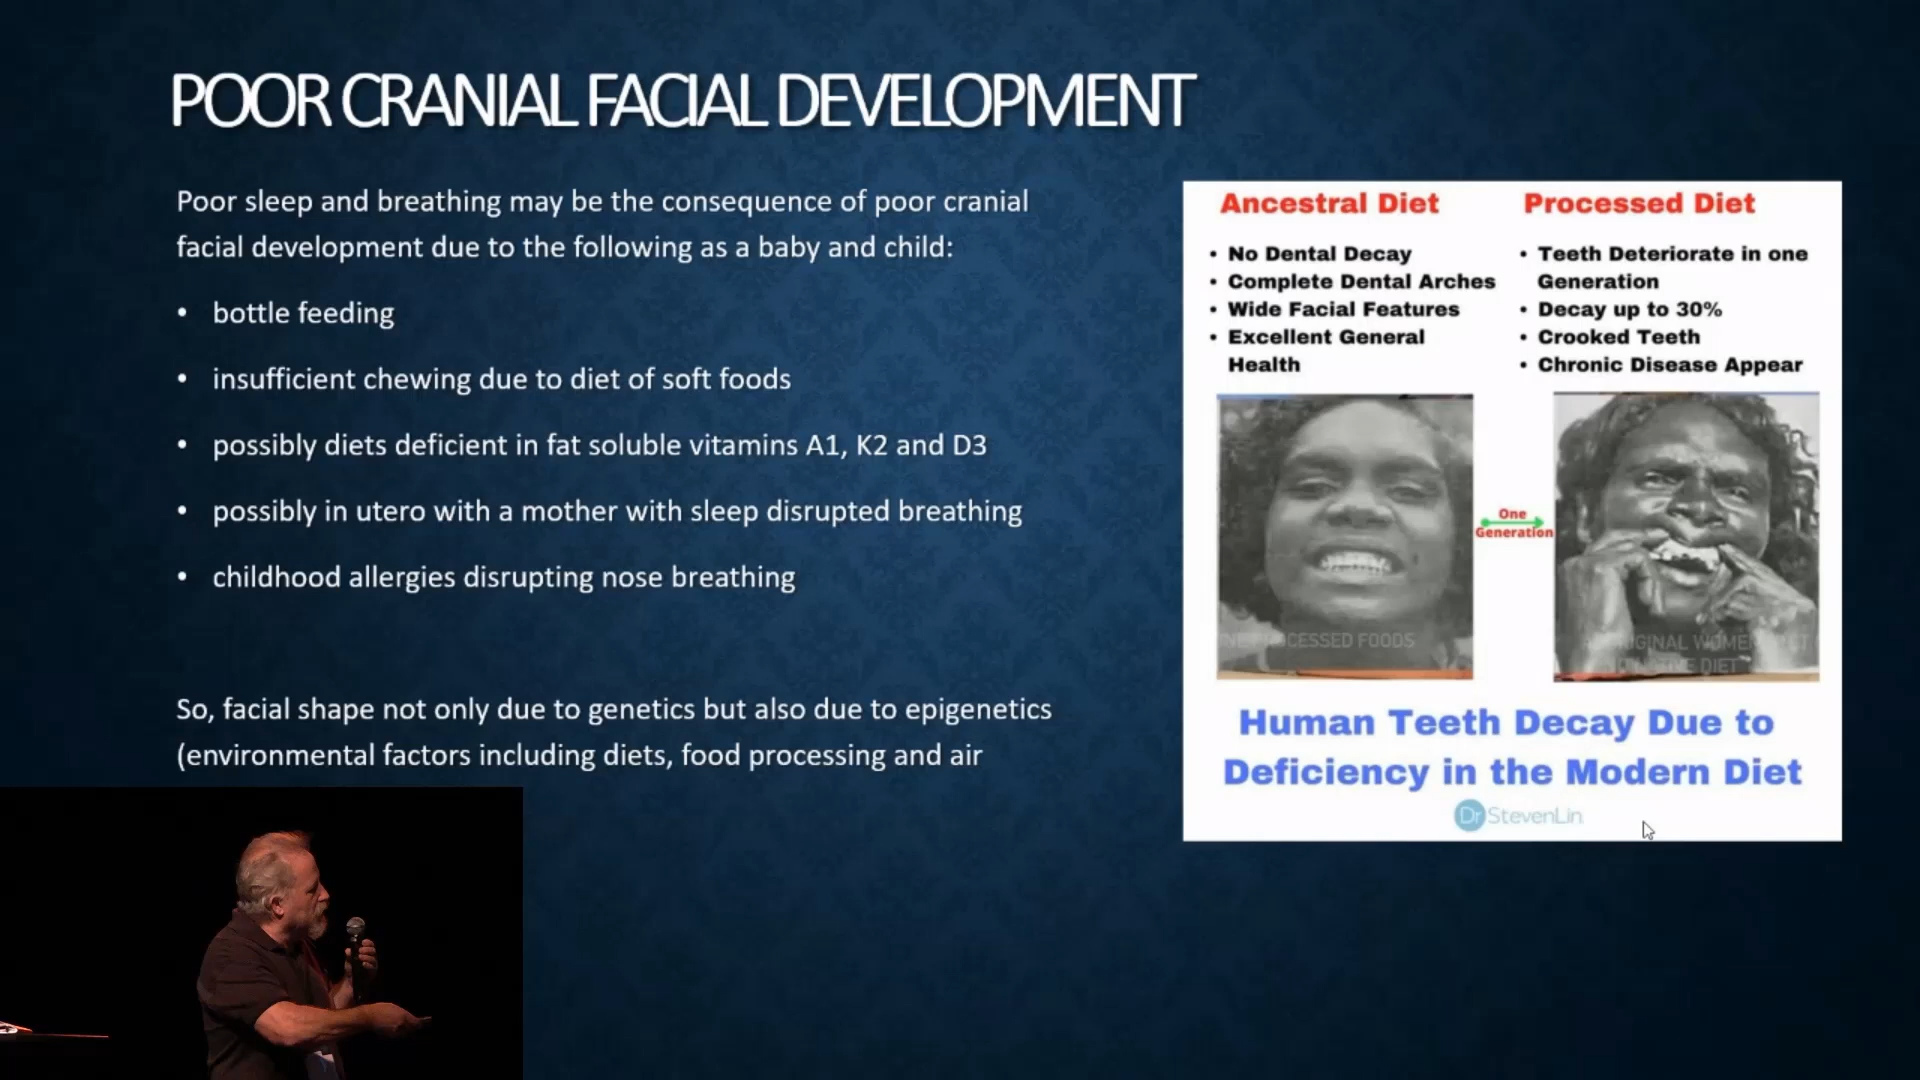 POOR CRANIAL FACIAL DEVELOPMENT
Poor sleep and breathing may be the consequence of poor cranial
facial development due to the following as a baby and child:
• bottle feeding
• insufficient chewing due to diet of soft foods
• possibly diets deficient in fat soluble vitamins A1, K2 and D3
• possibly in utero with a mother with sleep disrupted breathing
• childhood allergies disrupting nose breathing
So, facial shape not only due to genetics but also due to epigenetics
(environmental factors including diets, food processing and air
Ancestral Diet
• No Dental Decay
• Complete Dental Arches
• Wide Facial Features
• Excellent General
Health
Processed Diet
• Teeth Deteriorate in one
Generation
• Decay up to 30%
• Crooked Teeth
• Chronic Disease Appear
One
Generation
FOODS
WOMEN
DIET
Human Teeth Decay Due to
Deficiency in the Modern Diet
Dr StevenLin